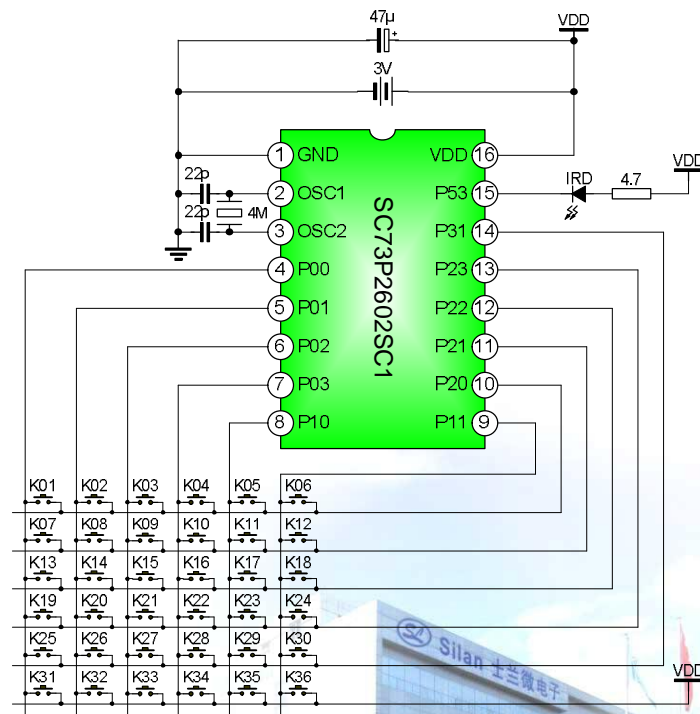 47μ
+
VDD
3V
1 GND VDD 16
22p
2 OSC1 P53 15
IRD
4.7
VDD
4M
22p
3 OSC2 P31 14
4 P00 P23 13
5 P01 P22 12
6 P02 P21 11
7 P03 P20 10
8 P10 P11 9
SC73P2602SC1
K01 K02 K03 K04 K05 K06
K07 K08 K09 K10 K11 K12
K13 K14 K15 K16 K17 K18
K19 K20 K21 K22 K23 K24
K25 K26 K27 K28 K29 K30
K31 K32 K33 K34 K35 K36
SL Silan 士兰微电子
VDD